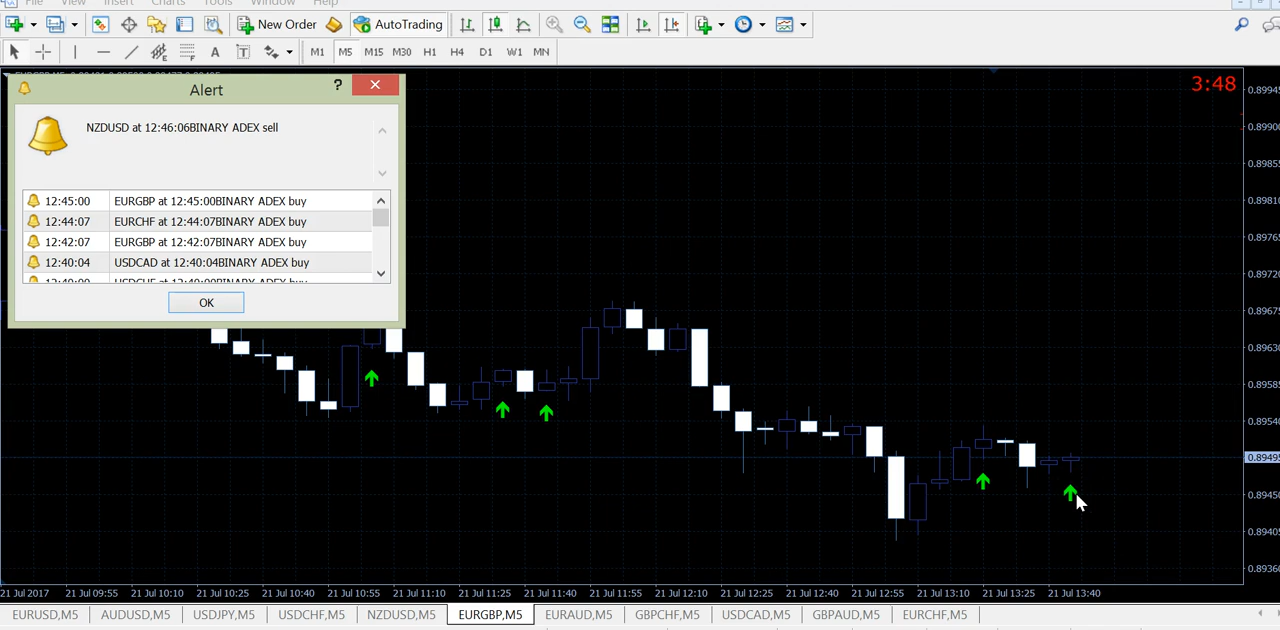 File View Insert Charts Tools Window Help
New Order AutoTrading
A T M1 M5 M15 M30 H1 H4 D1 W1 MN
Alert ?
3:48
NZDUSD at 12:46:06BINARY ADEX sell
12:45:00 EURGBP at 12:45:00BINARY ADEX buy
12:44:07 EURCHF at 12:44:07BINARY ADEX buy
12:42:07 EURGBP at 12:42:07BINARY ADEX buy
12:40:04 USDCAD at 12:40:04BINARY ADEX buy
OK
0.89945
0.89900
0.89855
0.89810
0.89765
0.89720
0.89675
0.89630
0.89585
0.89540
0.89495
0.89450
0.89405
0.89360
21 Jul 2017 21 Jul 09:55 21 Jul 10:10 21 Jul 10:25 21 Jul 10:40 21 Jul 10:55 21 Jul 11:10 21 Jul 11:25 21 Jul 11:40 21 Jul 11:55 21 Jul 12:10 21 Jul 12:25 21 Jul 12:40 21 Jul 12:55 21 Jul 13:10 21 Jul 13:25 21 Jul 13:40
EURUSD,M5 AUDUSD,M5 USDJPY,M5 USDCHF,M5 NZDUSD,M5 EURGBP,M5 EURAUD,M5 GBPCHF,M5 USDCAD,M5 GBPAUD,M5 EURCHF,M5